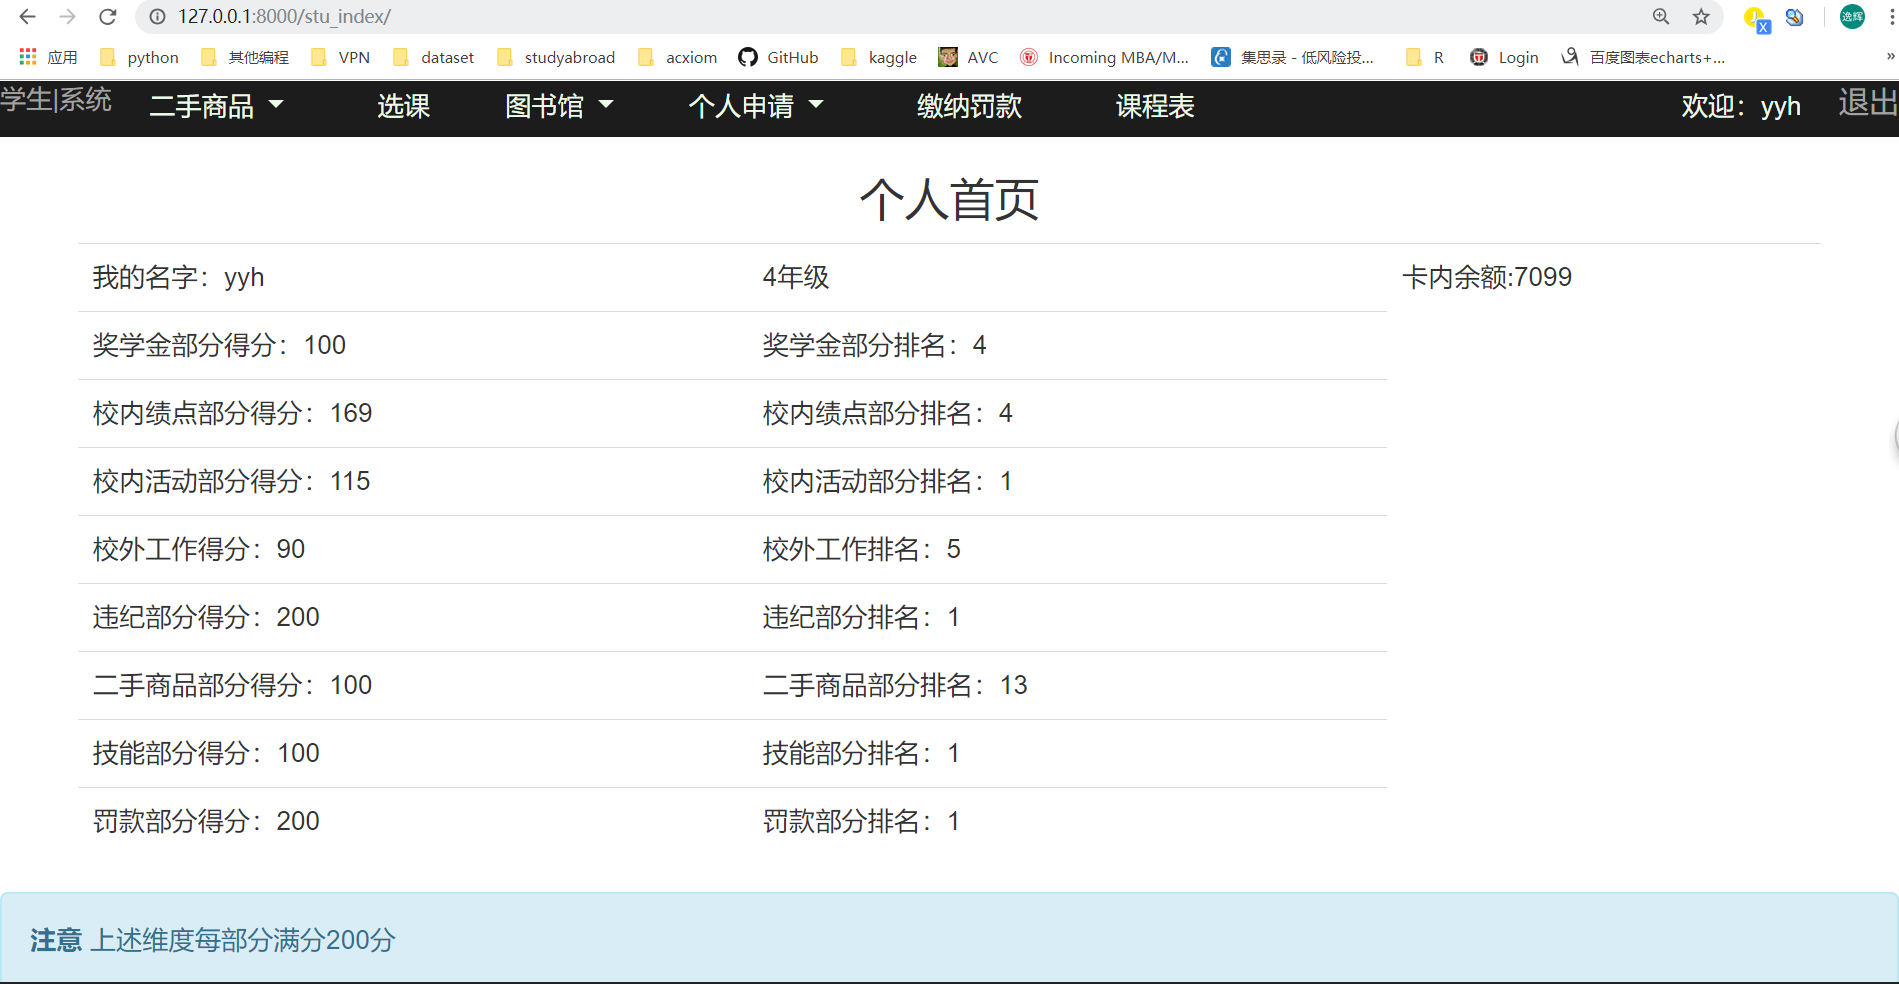 127.0.0.1:8000/stu_index/
应用 python 其他编程 VPN dataset studyabroad acxiom GitHub kaggle AVC Incoming MBA/M... 集思录 - 低风险投... R Login 百度图表echarts+... »
学生|系统 二手商品 选课 图书馆 个人申请 缴纳罚款 课程表 欢迎：yyh 退出
个人首页
我的名字：yyh 4年级 卡内余额:7099
奖学金部分得分：100 奖学金部分排名：4
校内绩点部分得分：169 校内绩点部分排名：4
校内活动部分得分：115 校内活动部分排名：1
校外工作得分：90 校外工作排名：5
违纪部分得分：200 违纪部分排名：1
二手商品部分得分：100 二手商品部分排名：13
技能部分得分：100 技能部分排名：1
罚款部分得分：200 罚款部分排名：1
注意 上述维度每部分满分200分